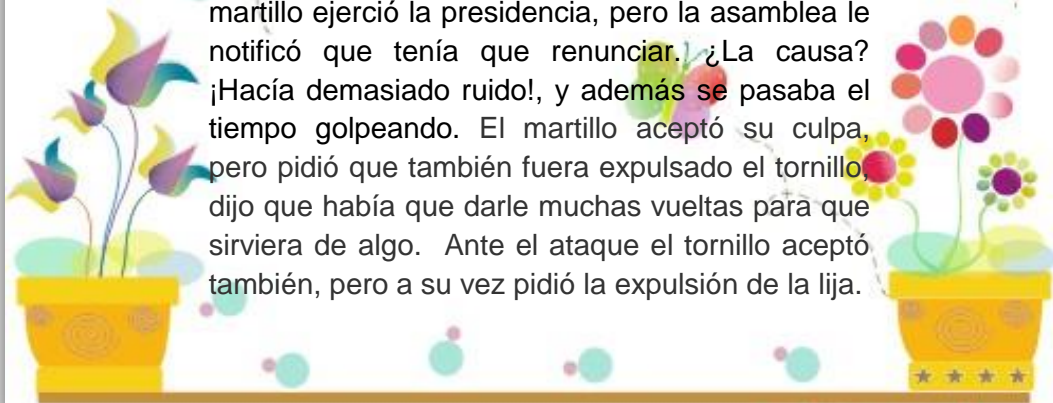 martillo ejerció la presidencia, pero la asamblea le
notificó que tenía que renunciar. ¿La causa?
¡Hacía demasiado ruido!, y además se pasaba el
tiempo golpeando. El martillo aceptó su culpa,
pero pidió que también fuera expulsado el tornillo,
dijo que había que darle muchas vueltas para que
sirviera de algo.  Ante el ataque el tornillo aceptó
también, pero a su vez pidió la expulsión de la lija.